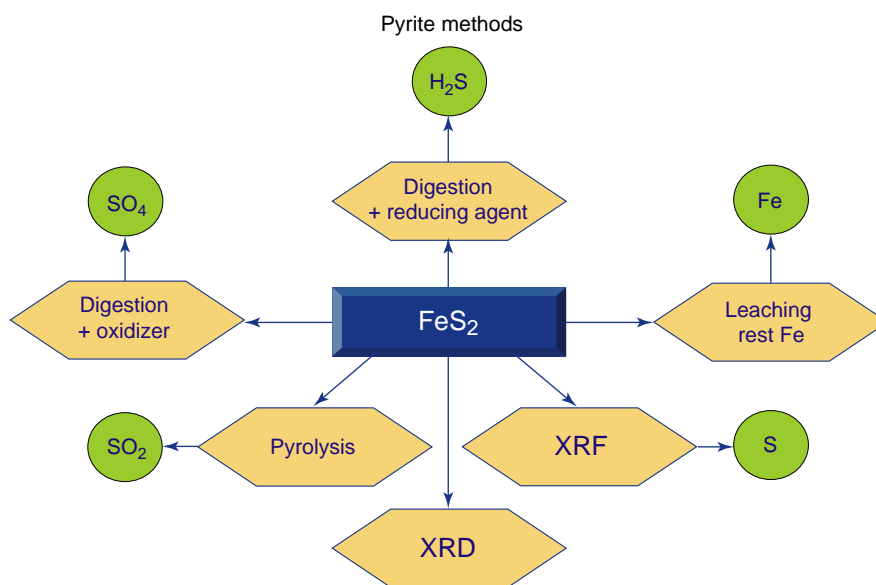 Pyrite methods
H₂S
Digestion
+ reducing agent
SO₄
Fe
Digestion
+ oxidizer
FeS₂
Leaching
rest Fe
SO₂
Pyrolysis
XRF
S
XRD